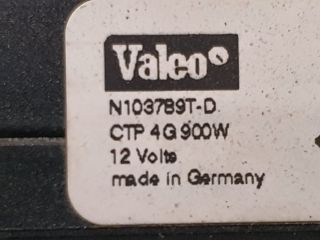 Valeo
N103789T-D
CTP 4G 900W
12 Volts
made in Germany